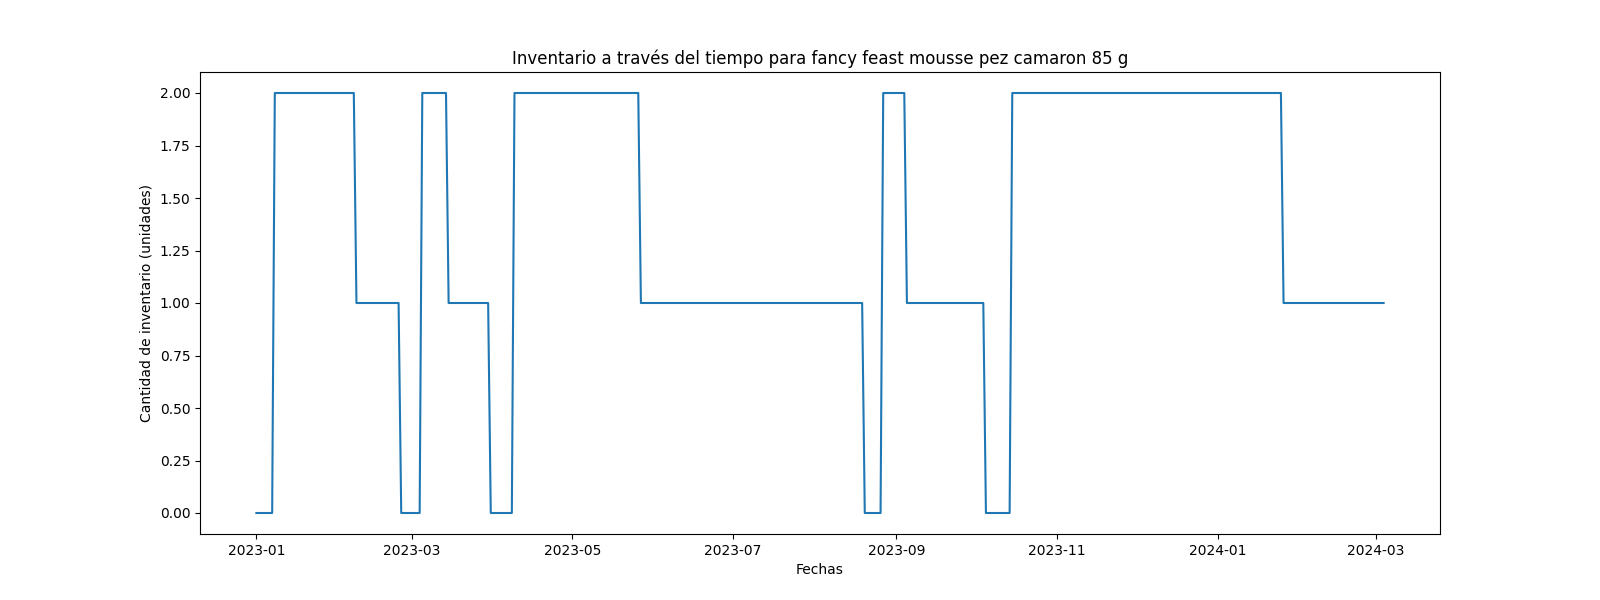 Inventario a través del tiempo para fancy feast mousse pez camaron 85 g
Cantidad de inventario (unidades)
2.00
1.75
1.50
1.25
1.00
0.75
0.50
0.25
0.00
2023-01 2023-03 2023-05 2023-07 2023-09 2023-11 2024-01 2024-03
Fechas